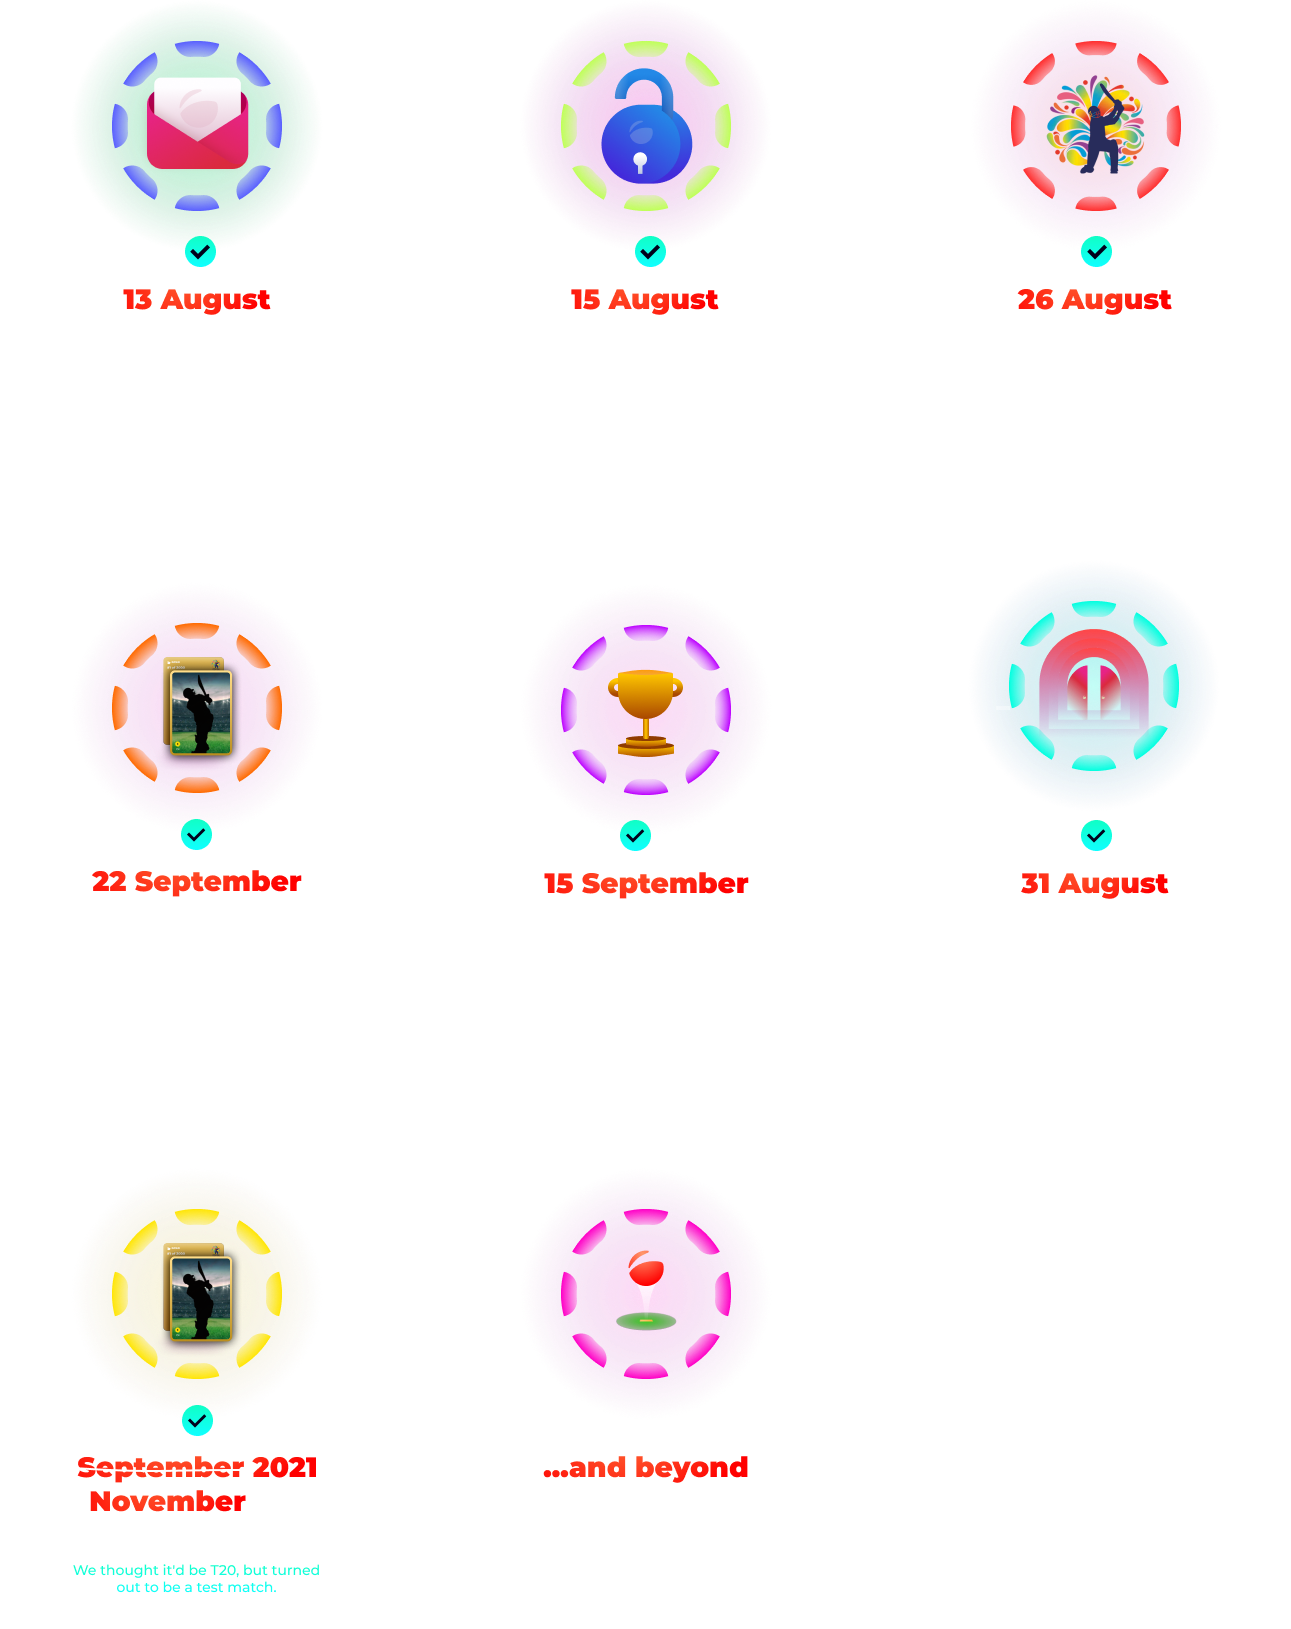 13 August
15 August
26 August
22 September
15 September
31 August
September 2021
November
...and beyond
We thought it'd be T20, but turned
out to be a test match.